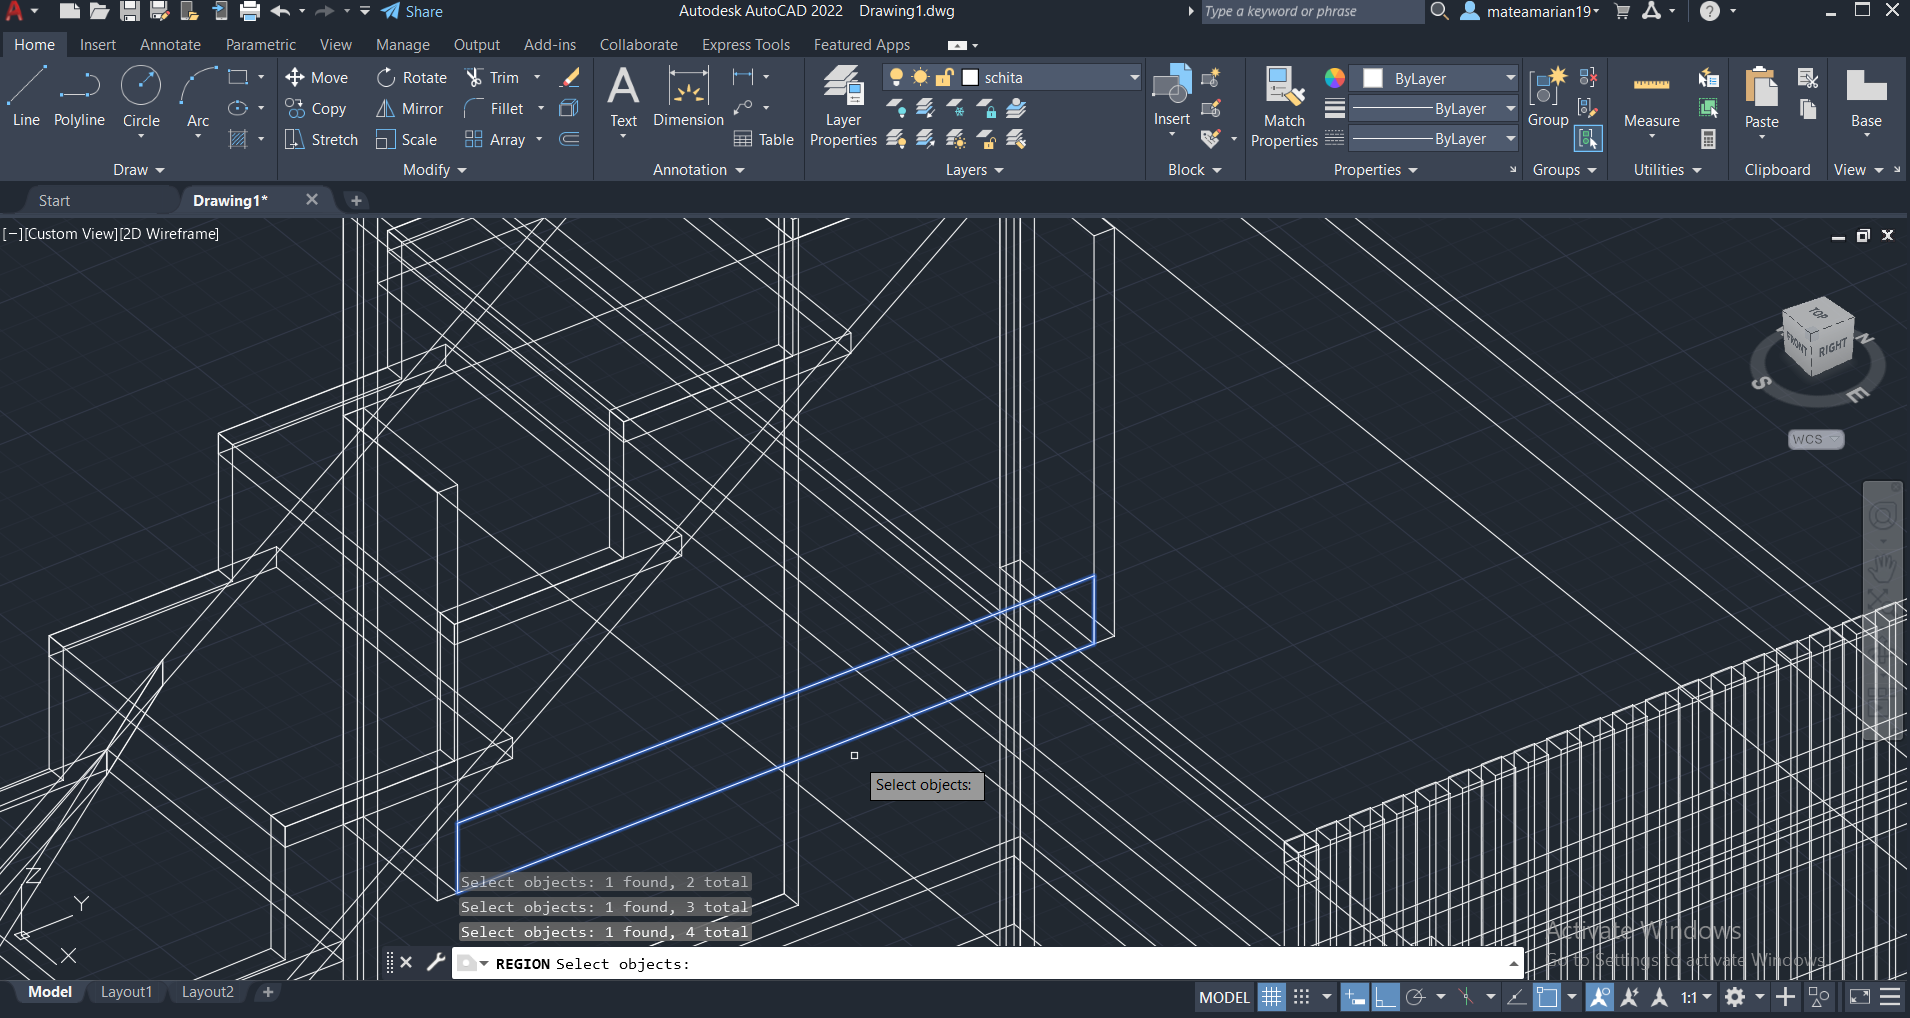 Share
Autodesk AutoCAD 2022 Drawing1.dwg
Type a keyword or phrase
mateamarian19
Home Insert Annotate Parametric View Manage Output Add-ins Collaborate Express Tools Featured Apps
Line Polyline Circle Arc
Draw
Move Rotate Trim
Copy Mirror Fillet
Stretch Scale Array
Modify
Text Dimension Table
Annotation
Layer Properties
schita
Layers
Insert
Block
Match Properties
ByLayer
ByLayer
ByLayer
Properties
Group
Groups
Measure
Utilities
Paste
Clipboard
Base
View
Start Drawing1*
[−][Custom View][2D Wireframe]
TOP
FRONT RIGHT
N
S
E
WCS
Select objects:
Z
Y
X
Select objects: 1 found, 2 total
Select objects: 1 found, 3 total
Select objects: 1 found, 4 total
REGION Select objects:
Activate Windows
Go to Settings to activate Windows.
Model Layout1 Layout2
MODEL
1:1